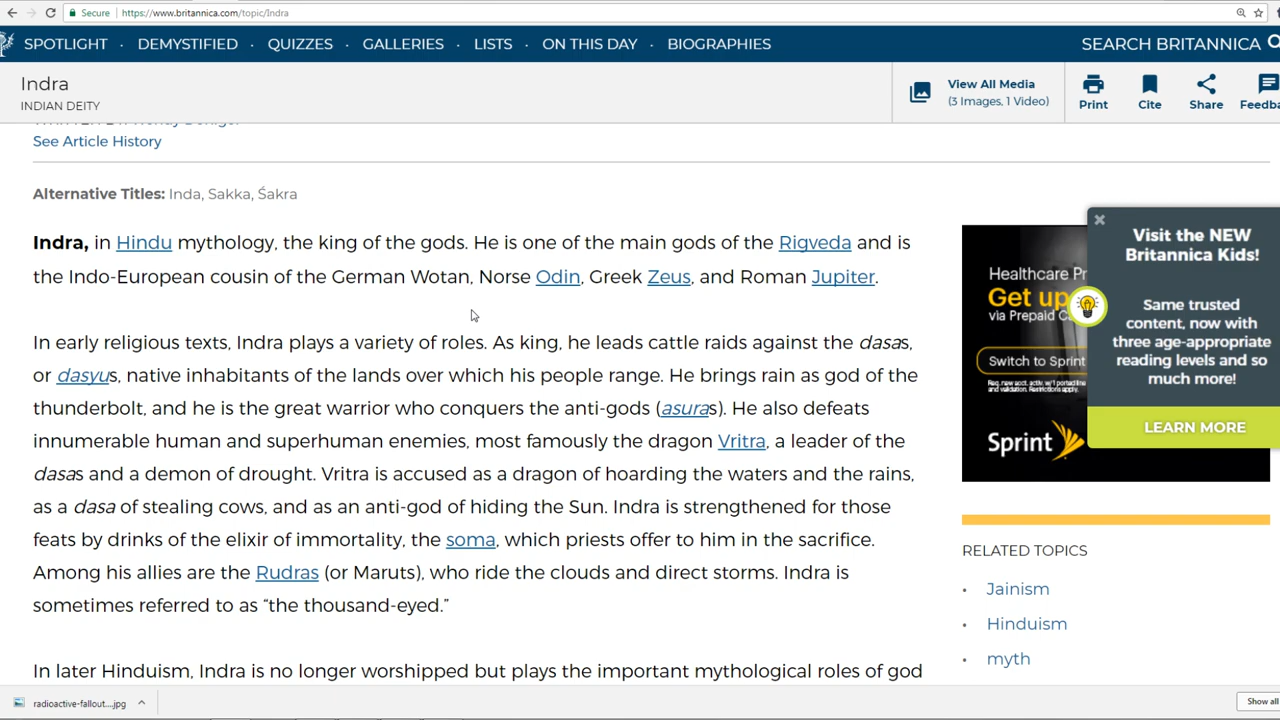 Secure https://www.britannica.com/topic/Indra
SPOTLIGHT · DEMYSTIFIED · QUIZZES · GALLERIES · LISTS · ON THIS DAY · BIOGRAPHIES SEARCH BRITANNICA
Indra
INDIAN DEITY
View All Media
(3 Images, 1 Video)
Print
Cite
Share
Feedba
See Article History
Alternative Titles: Inda, Sakka, Śakra
Indra, in Hindu mythology, the king of the gods. He is one of the main gods of the Rigveda and is
the Indo-European cousin of the German Wotan, Norse Odin, Greek Zeus, and Roman Jupiter.
In early religious texts, Indra plays a variety of roles. As king, he leads cattle raids against the dasas,
or dasyus, native inhabitants of the lands over which his people range. He brings rain as god of the
thunderbolt, and he is the great warrior who conquers the anti-gods (asuras). He also defeats
innumerable human and superhuman enemies, most famously the dragon Vritra, a leader of the
dasas and a demon of drought. Vritra is accused as a dragon of hoarding the waters and the rains,
as a dasa of stealing cows, and as an anti-god of hiding the Sun. Indra is strengthened for those
feats by drinks of the elixir of immortality, the soma, which priests offer to him in the sacrifice.
Among his allies are the Rudras (or Maruts), who ride the clouds and direct storms. Indra is
sometimes referred to as “the thousand-eyed.”
In later Hinduism, Indra is no longer worshipped but plays the important mythological roles of god
Healthcare Pr
Get up
via Prepaid C
Switch to Sprint
Sprint
×
Visit the NEW
Britannica Kids!
Same trusted
content, now with
three age-appropriate
reading levels and so
much more!
LEARN MORE
RELATED TOPICS
• Jainism
• Hinduism
• myth
radioactive-fallout....jpg
Show all